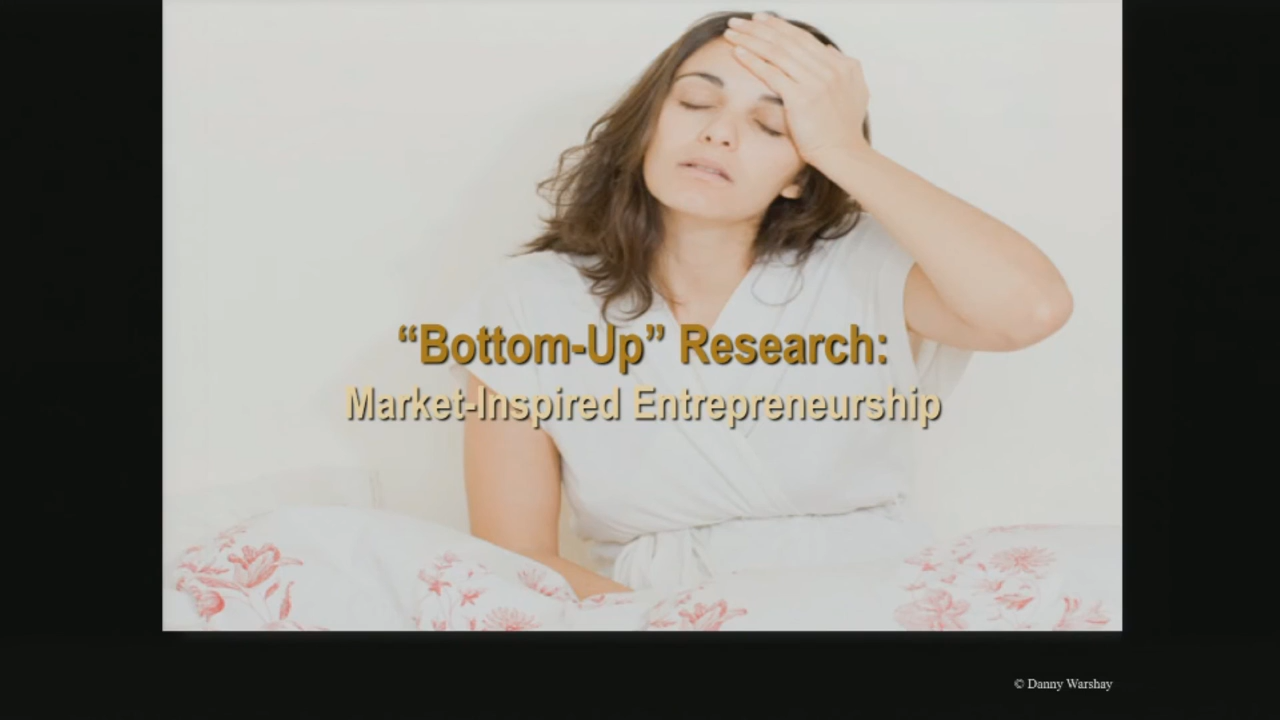 “Bottom-Up” Research:
Market-Inspired Entrepreneurship
© Danny Warshay